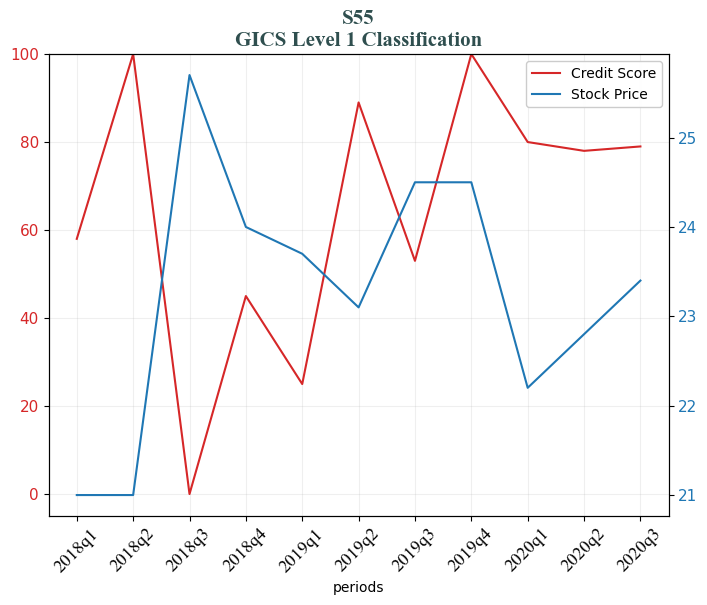 S55
GICS Level 1 Classification
Credit Score
Stock Price
100
80
60
40
20
0
25
24
23
22
21
2018q1
2018q2
2018q3
2018q4
2019q1
2019q2
2019q3
2019q4
2020q1
2020q2
2020q3
periods